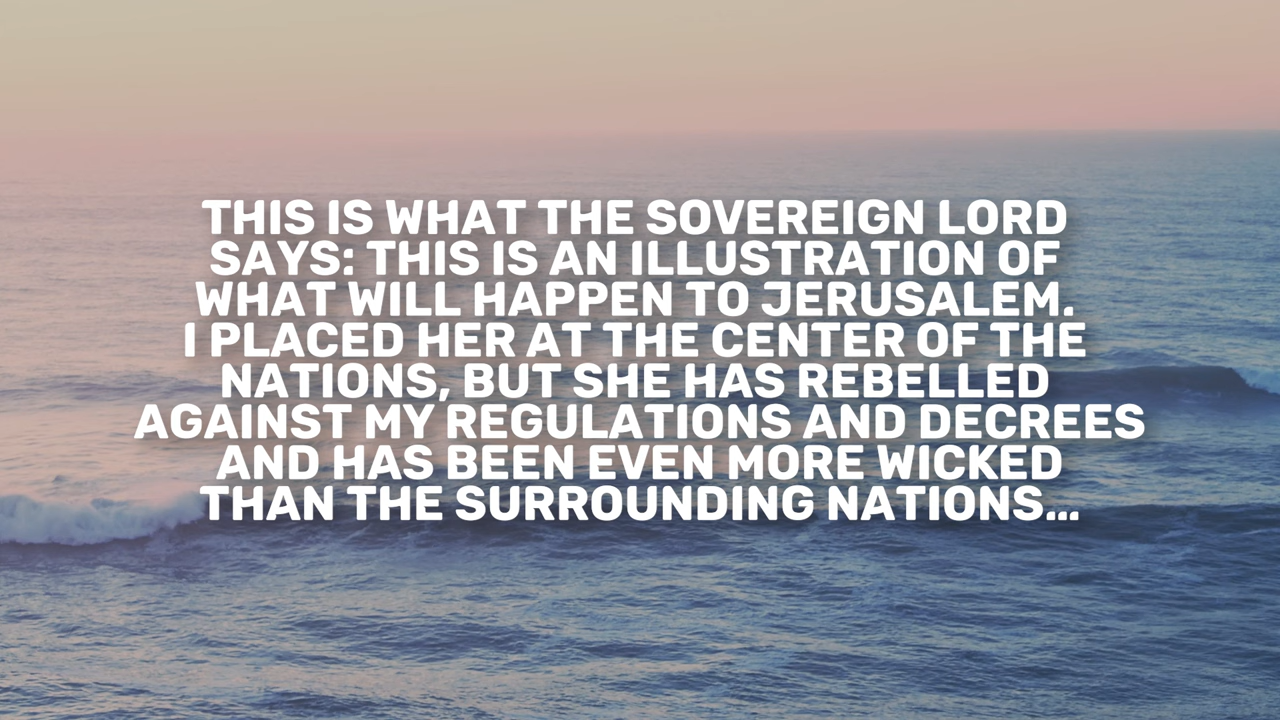 THIS IS WHAT THE SOVEREIGN LORD
SAYS: THIS IS AN ILLUSTRATION OF
WHAT WILL HAPPEN TO JERUSALEM.
I PLACED HER AT THE CENTER OF THE
NATIONS, BUT SHE HAS REBELLED
AGAINST MY REGULATIONS AND DECREES
AND HAS BEEN EVEN MORE WICKED
THAN THE SURROUNDING NATIONS...